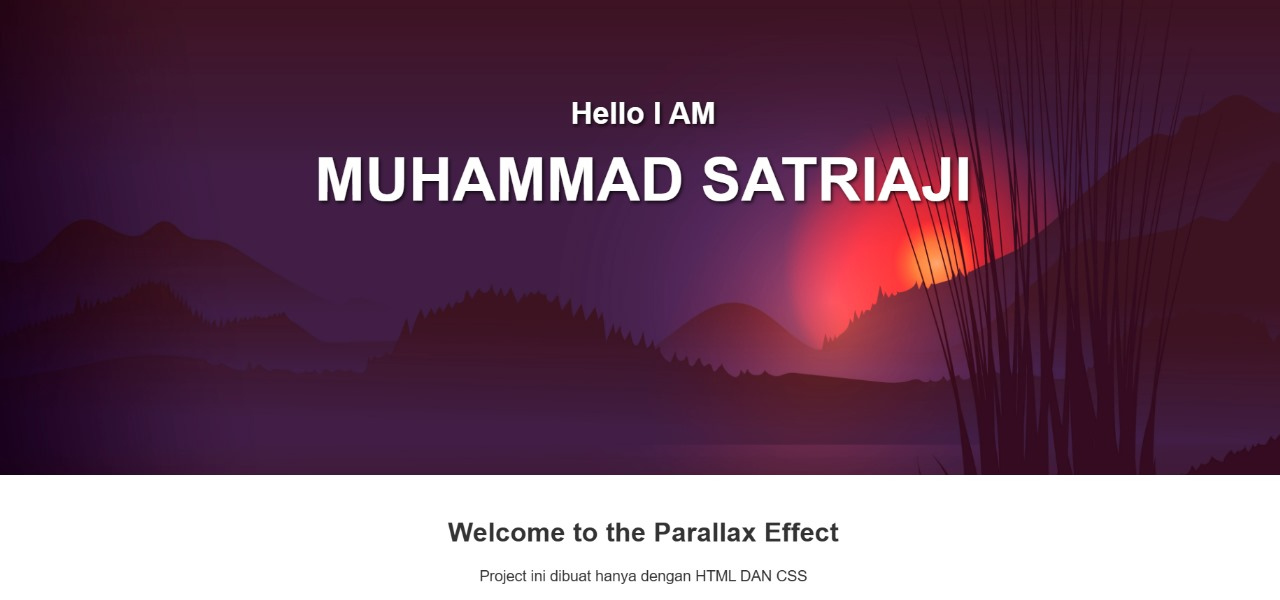 Hello I AM
MUHAMMAD SATRIAJI
Welcome to the Parallax Effect
Project ini dibuat hanya dengan HTML DAN CSS